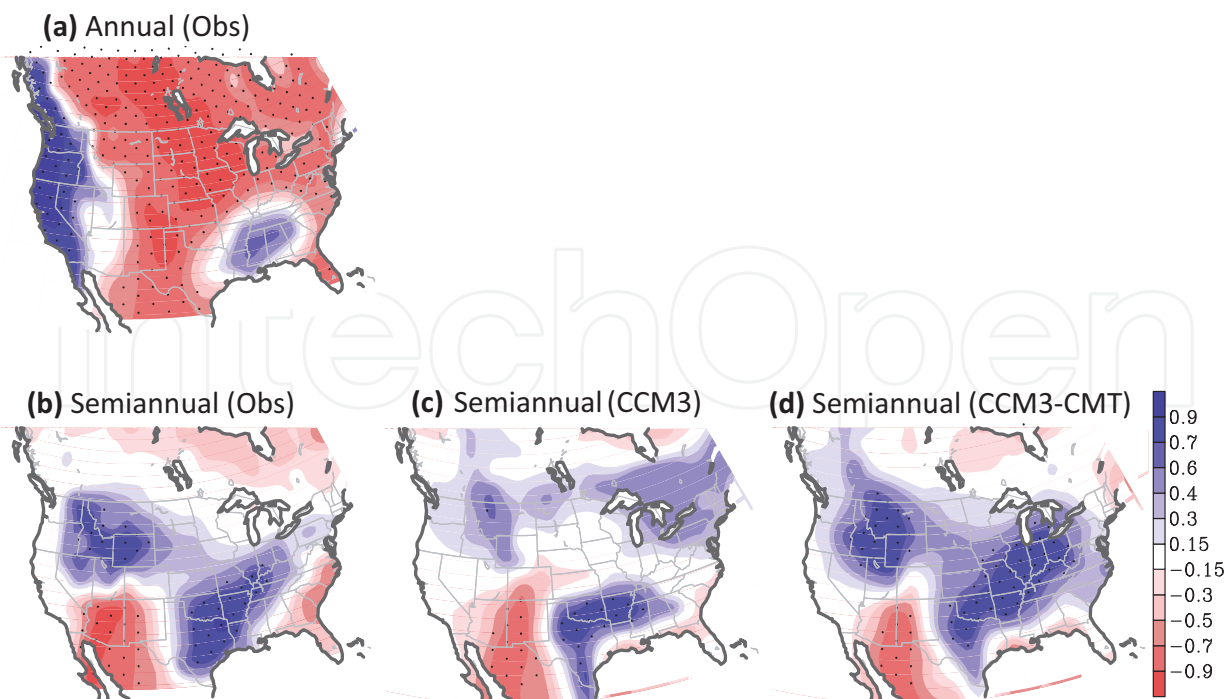 (a) Annual (Obs)
intechOpen
(b) Semiannual (Obs)
(c) Semiannual (CCM3)
(d) Semiannual (CCM3-CMT)
0.9
0.7
0.6
0.4
0.3
0.15
−0.15
−0.3
−0.5
−0.7
−0.9